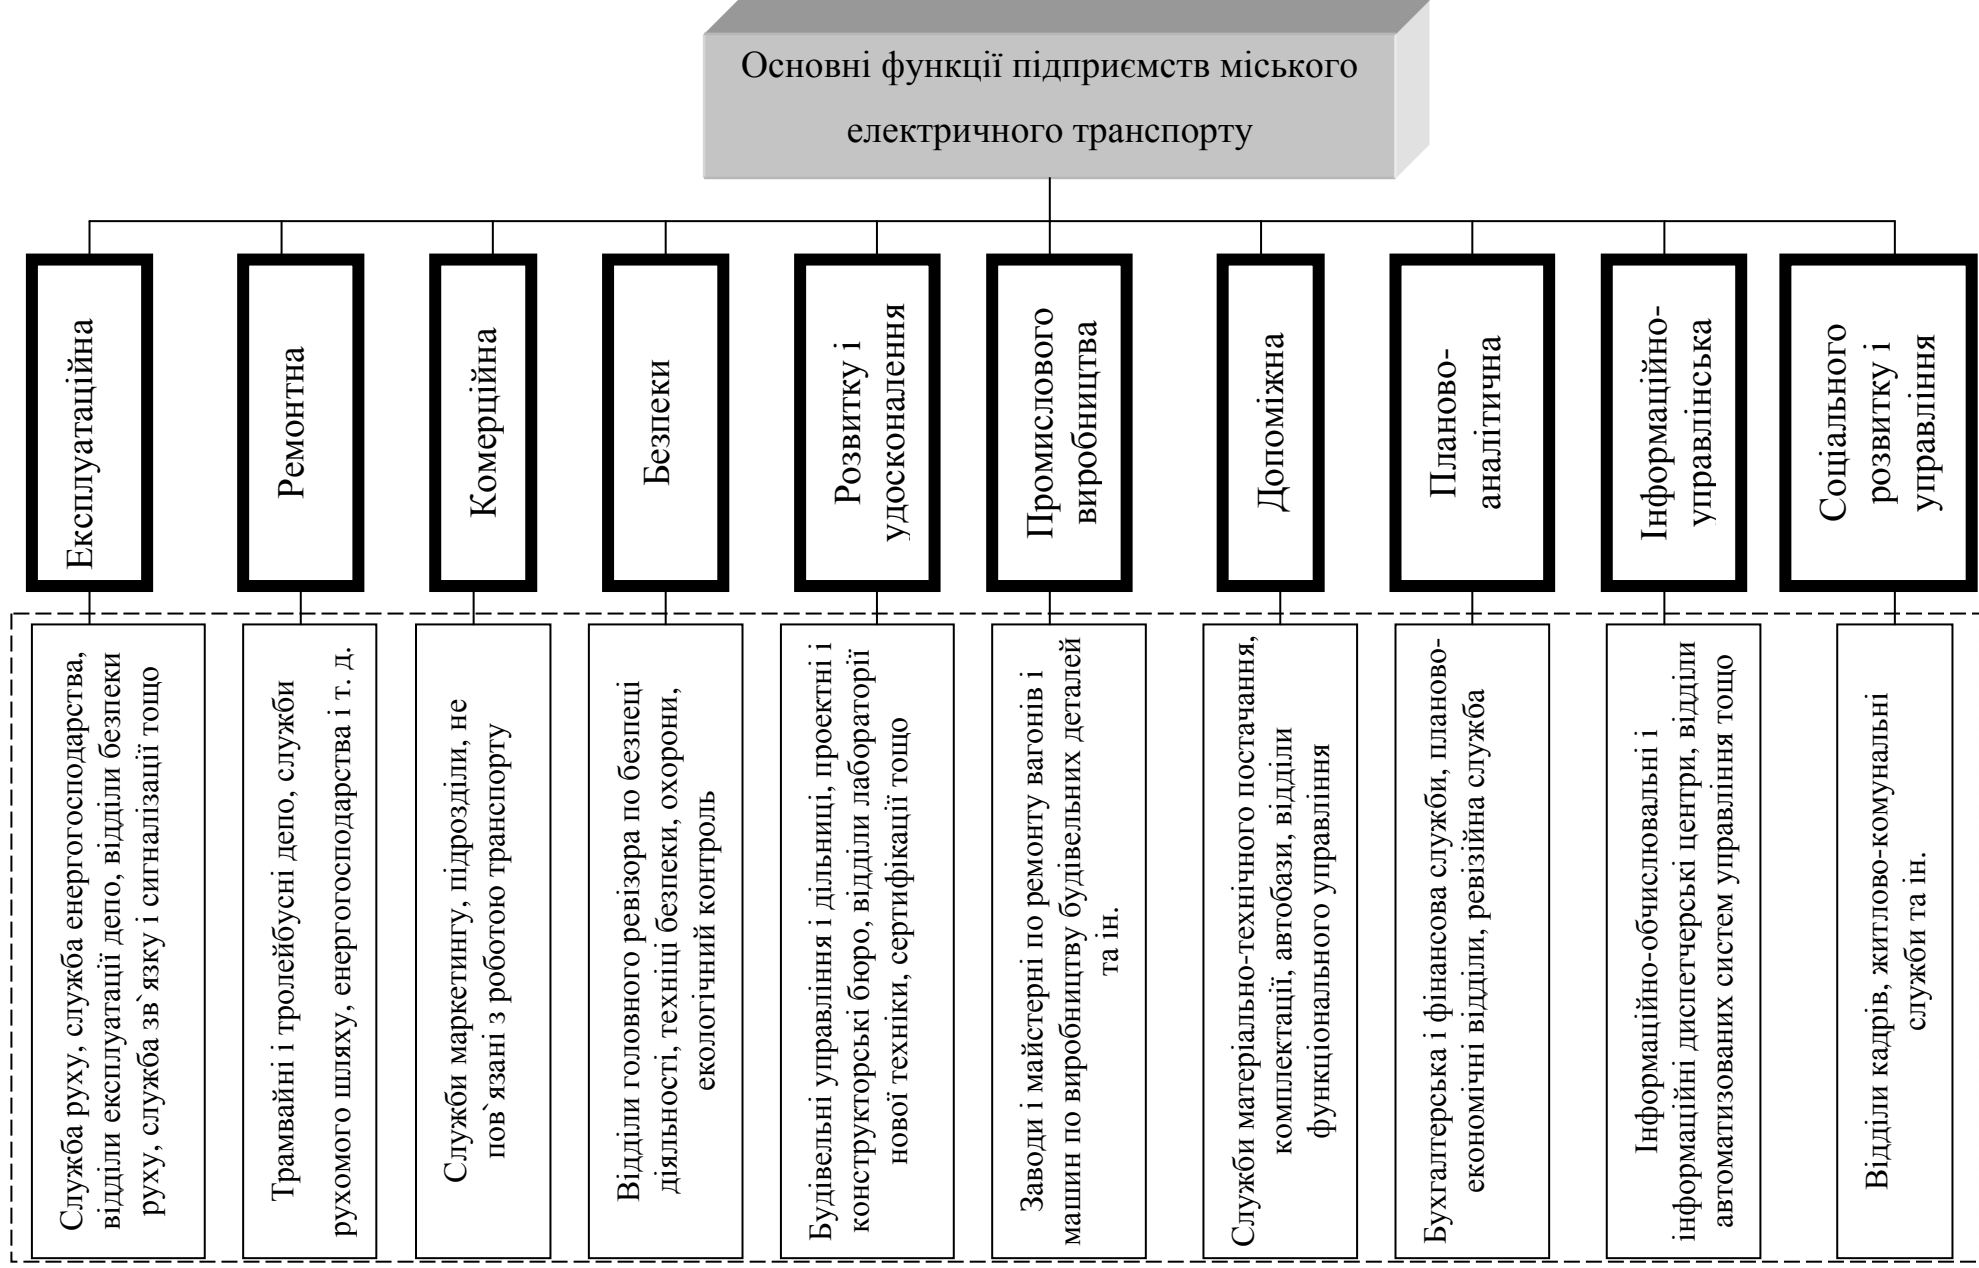 Основні функції підприємств міського
електричного транспорту
Експлуатаційна
Ремонтна
Комерційна
Безпеки
Розвитку і
удосконалення
Промислового
виробництва
Допоміжна
Планово-
аналітична
Інформаційно-
управлінська
Соціального
розвитку і
управління
Служба руху, служба енергогосподарства,
відділи експлуатації депо, відділи безпеки
руху, служба зв`язку і сигналізації тощо
Трамвайні і тролейбусні депо, служби
рухомого шляху, енергогосподарства і т. д.
Служби маркетингу, підрозділи, не
пов`язані з роботою транспорту
Відділи головного ревізора по безпеці
діяльності, техніці безпеки, охорони,
екологічний контроль
Будівельні управління і дільниці, проектні і
конструкторські бюро, відділи лабораторії
нової техніки, сертифікації тощо
Заводи і майстерні по ремонту вагонів і
машин по виробництву будівельних деталей
та ін.
Служби матеріально-технічного постачання,
комплектації, автобази, відділи
функціонального управління
Бухгалтерська і фінансова служби, планово-
економічні відділи, ревізійна служба
Інформаційно-обчислювальні і
інформаційні диспетчерські центри, відділи
автоматизованих систем управління тощо
Відділи кадрів, житлово-комунальні
служби та ін.